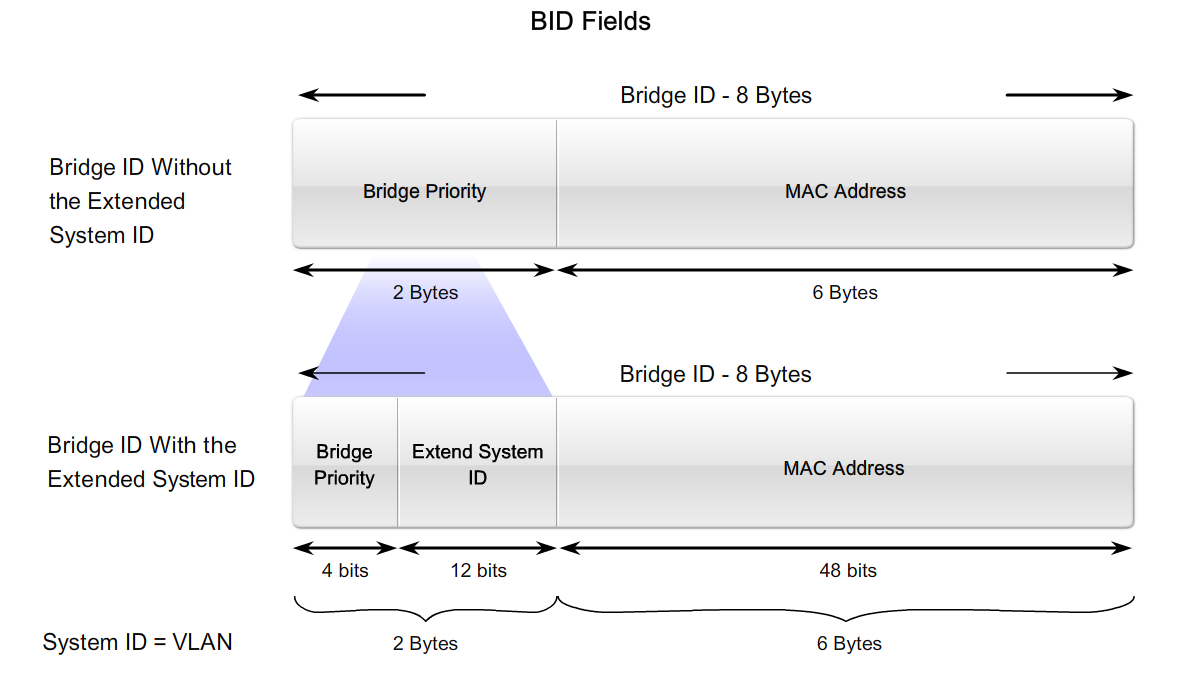 BID Fields
Bridge ID - 8 Bytes
Bridge ID Without
the Extended
System ID
Bridge Priority
MAC Address
2 Bytes
6 Bytes
Bridge ID - 8 Bytes
Bridge ID With the
Extended System ID
Bridge
Priority
Extend System
ID
MAC Address
4 bits
12 bits
48 bits
System ID = VLAN
2 Bytes
6 Bytes